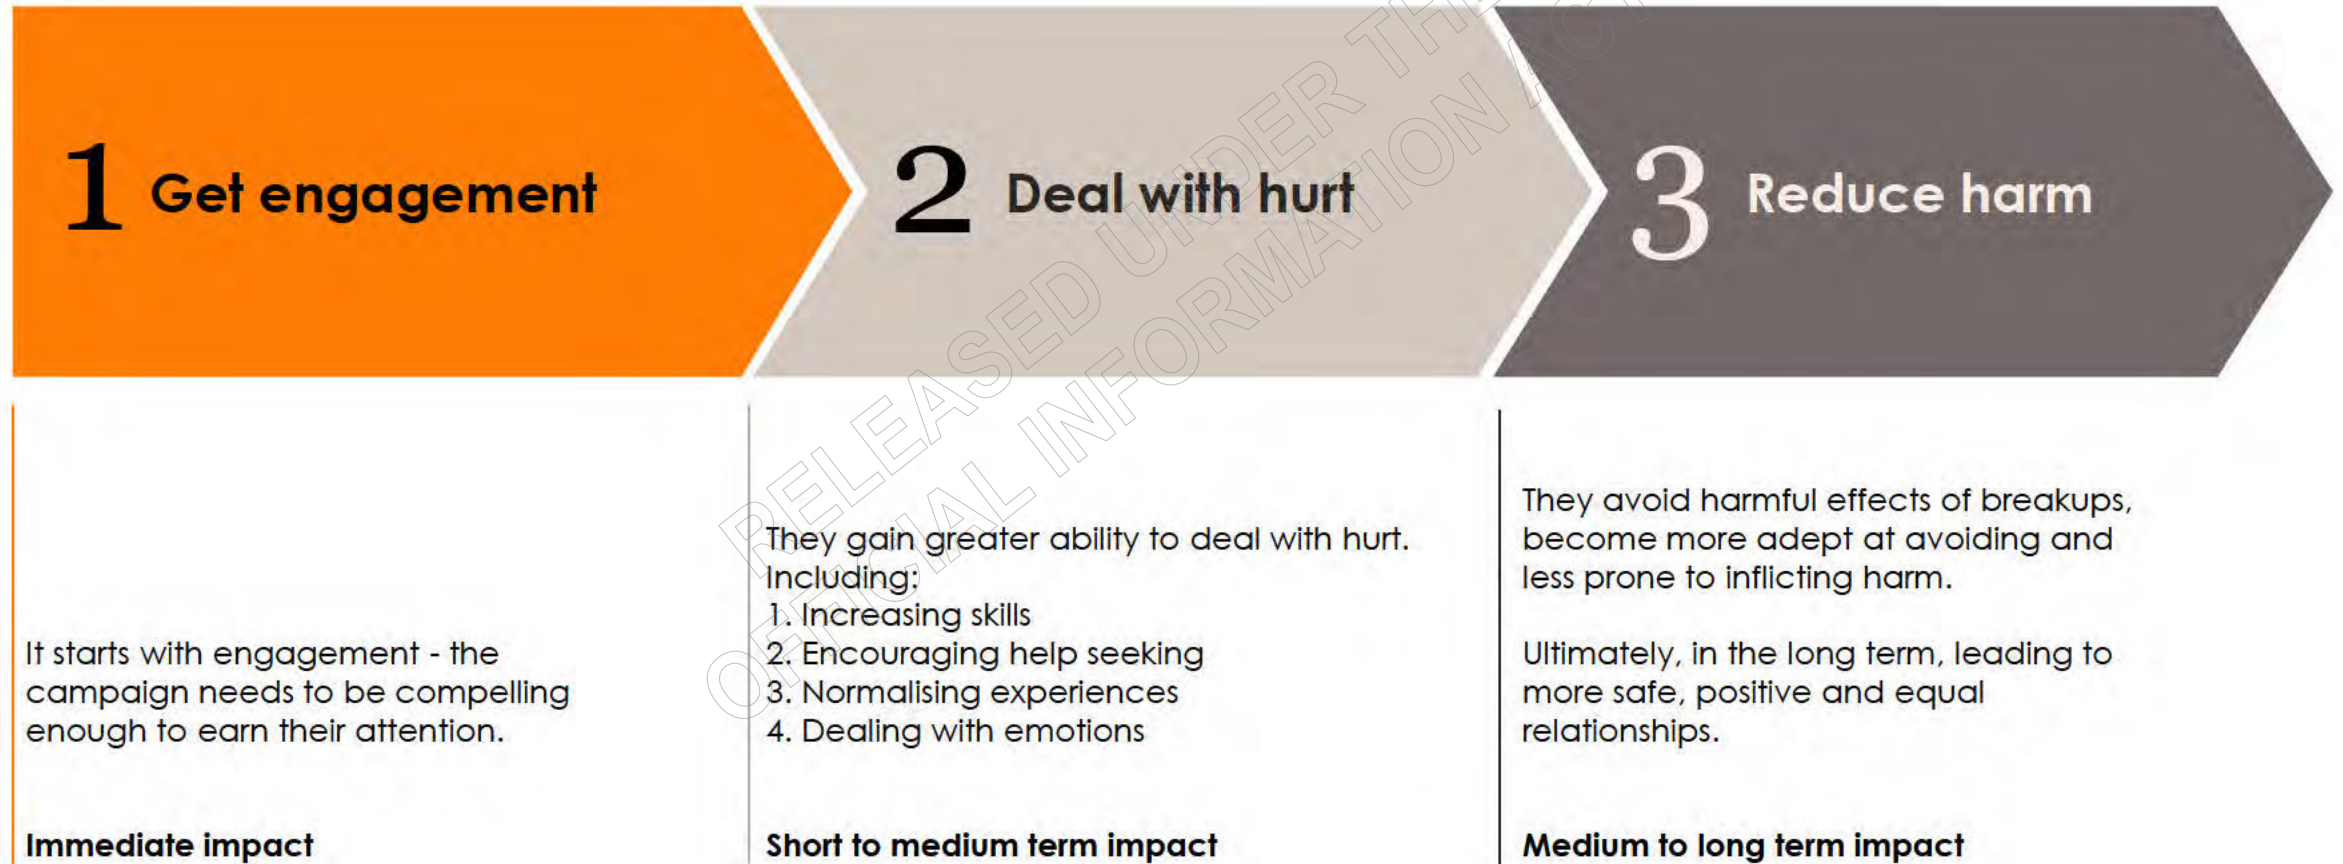 1 Get engagement
2 Deal with hurt
3 Reduce harm
It starts with engagement - the
campaign needs to be compelling
enough to earn their attention.
Immediate impact
They gain greater ability to deal with hurt.
Including:
1. Increasing skills
2. Encouraging help seeking
3. Normalising experiences
4. Dealing with emotions
Short to medium term impact
They avoid harmful effects of breakups,
become more adept at avoiding and
less prone to inflicting harm.
Ultimately, in the long term, leading to
more safe, positive and equal
relationships.
Medium to long term impact
RELEASED UNDER THE
OFFICIAL INFORMATION ACT